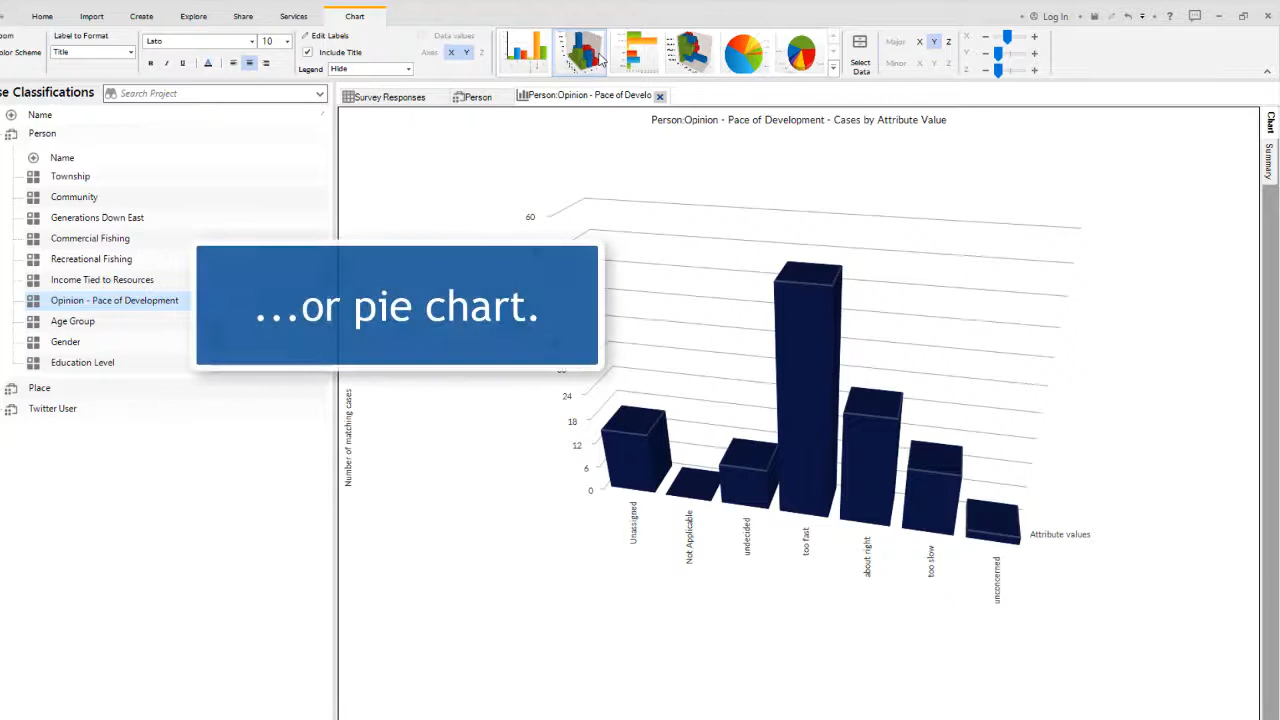 Home Import Create Explore Share Services Chart Log In
Label to Format Edit Labels Data values
Title Lato 10 Include Title Axes X Y Z Major X Y Z X
Minor X Y Z Y
B I U A Legend Hide Select Z
Data
Classifications Search Project
Survey Responses Person Person:Opinion - Pace of Develo
Name
Person
Name
Township
Community
Generations Down East
Commercial Fishing
Recreational Fishing
Income Tied to Resources
Opinion - Pace of Development
Age Group
Gender
Education Level
Place
Twitter User
Person:Opinion - Pace of Development - Cases by Attribute Value
...or pie chart.
60
24
18
12
6
0
Number of matching cases
Unassigned
Not Applicable
undecided
too fast
about right
too slow
unconcerned
Attribute values
Chart
Summary